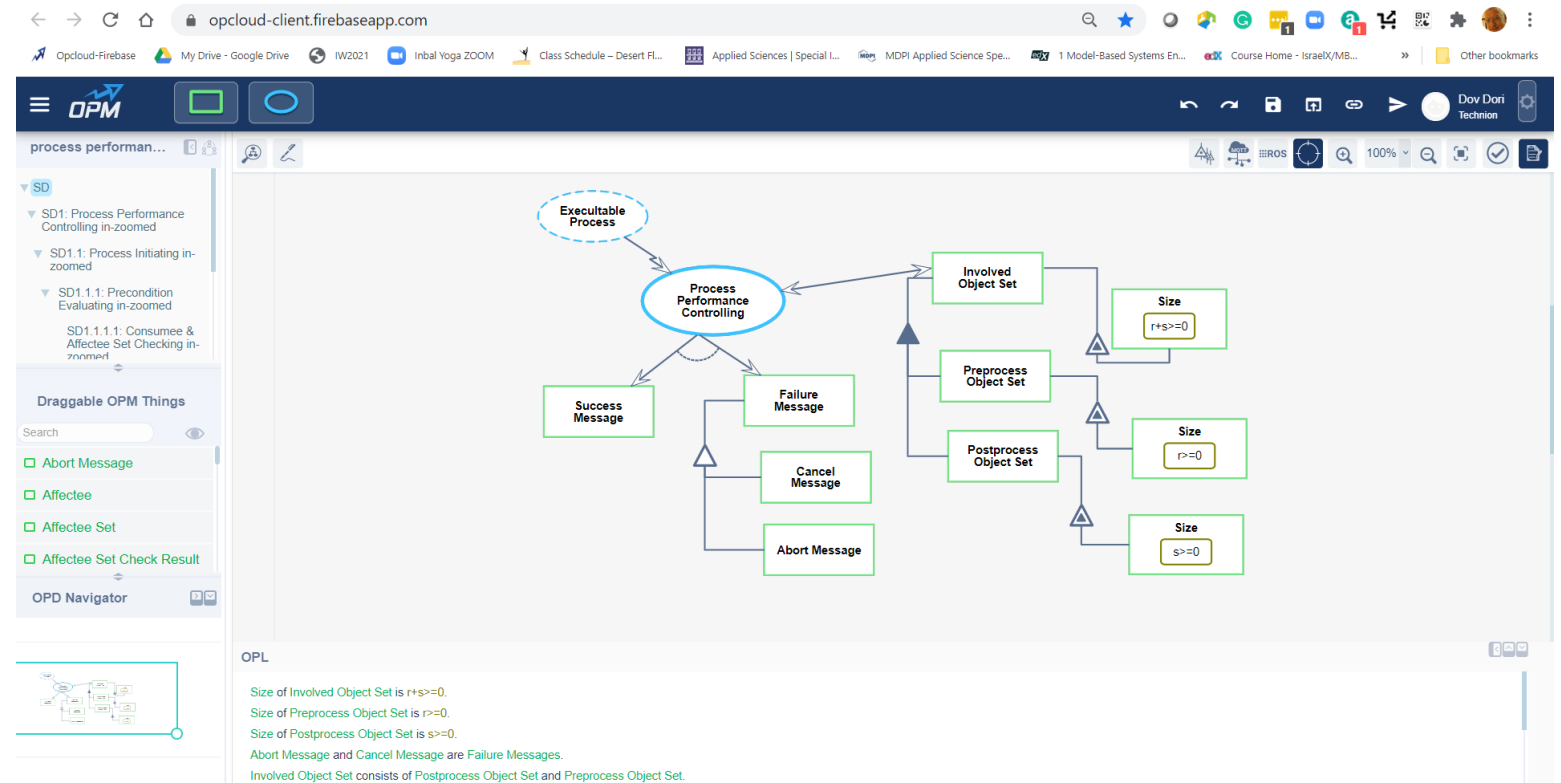 opcloud-client.firebaseapp.com
1
1
Opcloud-Firebase
My Drive - Google Drive
IW2021
Inbal Yoga ZOOM
Class Schedule – Desert Fl...
Applied Sciences | Special I...
MDPI Applied Science Spe...
1 Model-Based Systems En...
Course Home - IsraelX/MB...
»
Other bookmarks
OPM
Dov Dori
Technion
process performan...
MQTT
ROS
100%
SD
SD1: Process Performance
Controlling in-zoomed
SD1.1: Process Initiating in-
zoomed
SD1.1.1: Precondition
Evaluating in-zoomed
SD1.1.1.1: Consumee &
Affectee Set Checking in-
zoomed
Draggable OPM Things
Search
Abort Message
Affectee
Affectee Set
Affectee Set Check Result
OPD Navigator
Execultable
Process
Process
Performance
Controlling
Success
Message
Failure
Message
Cancel
Message
Abort Message
Involved
Object Set
Size
r+s>=0
Preprocess
Object Set
Size
r>=0
Postprocess
Object Set
Size
s>=0
OPL
Size of Involved Object Set is r+s>=0.
Size of Preprocess Object Set is r>=0.
Size of Postprocess Object Set is s>=0.
Abort Message and Cancel Message are Failure Messages.
Involved Object Set consists of Postprocess Object Set and Preprocess Object Set.